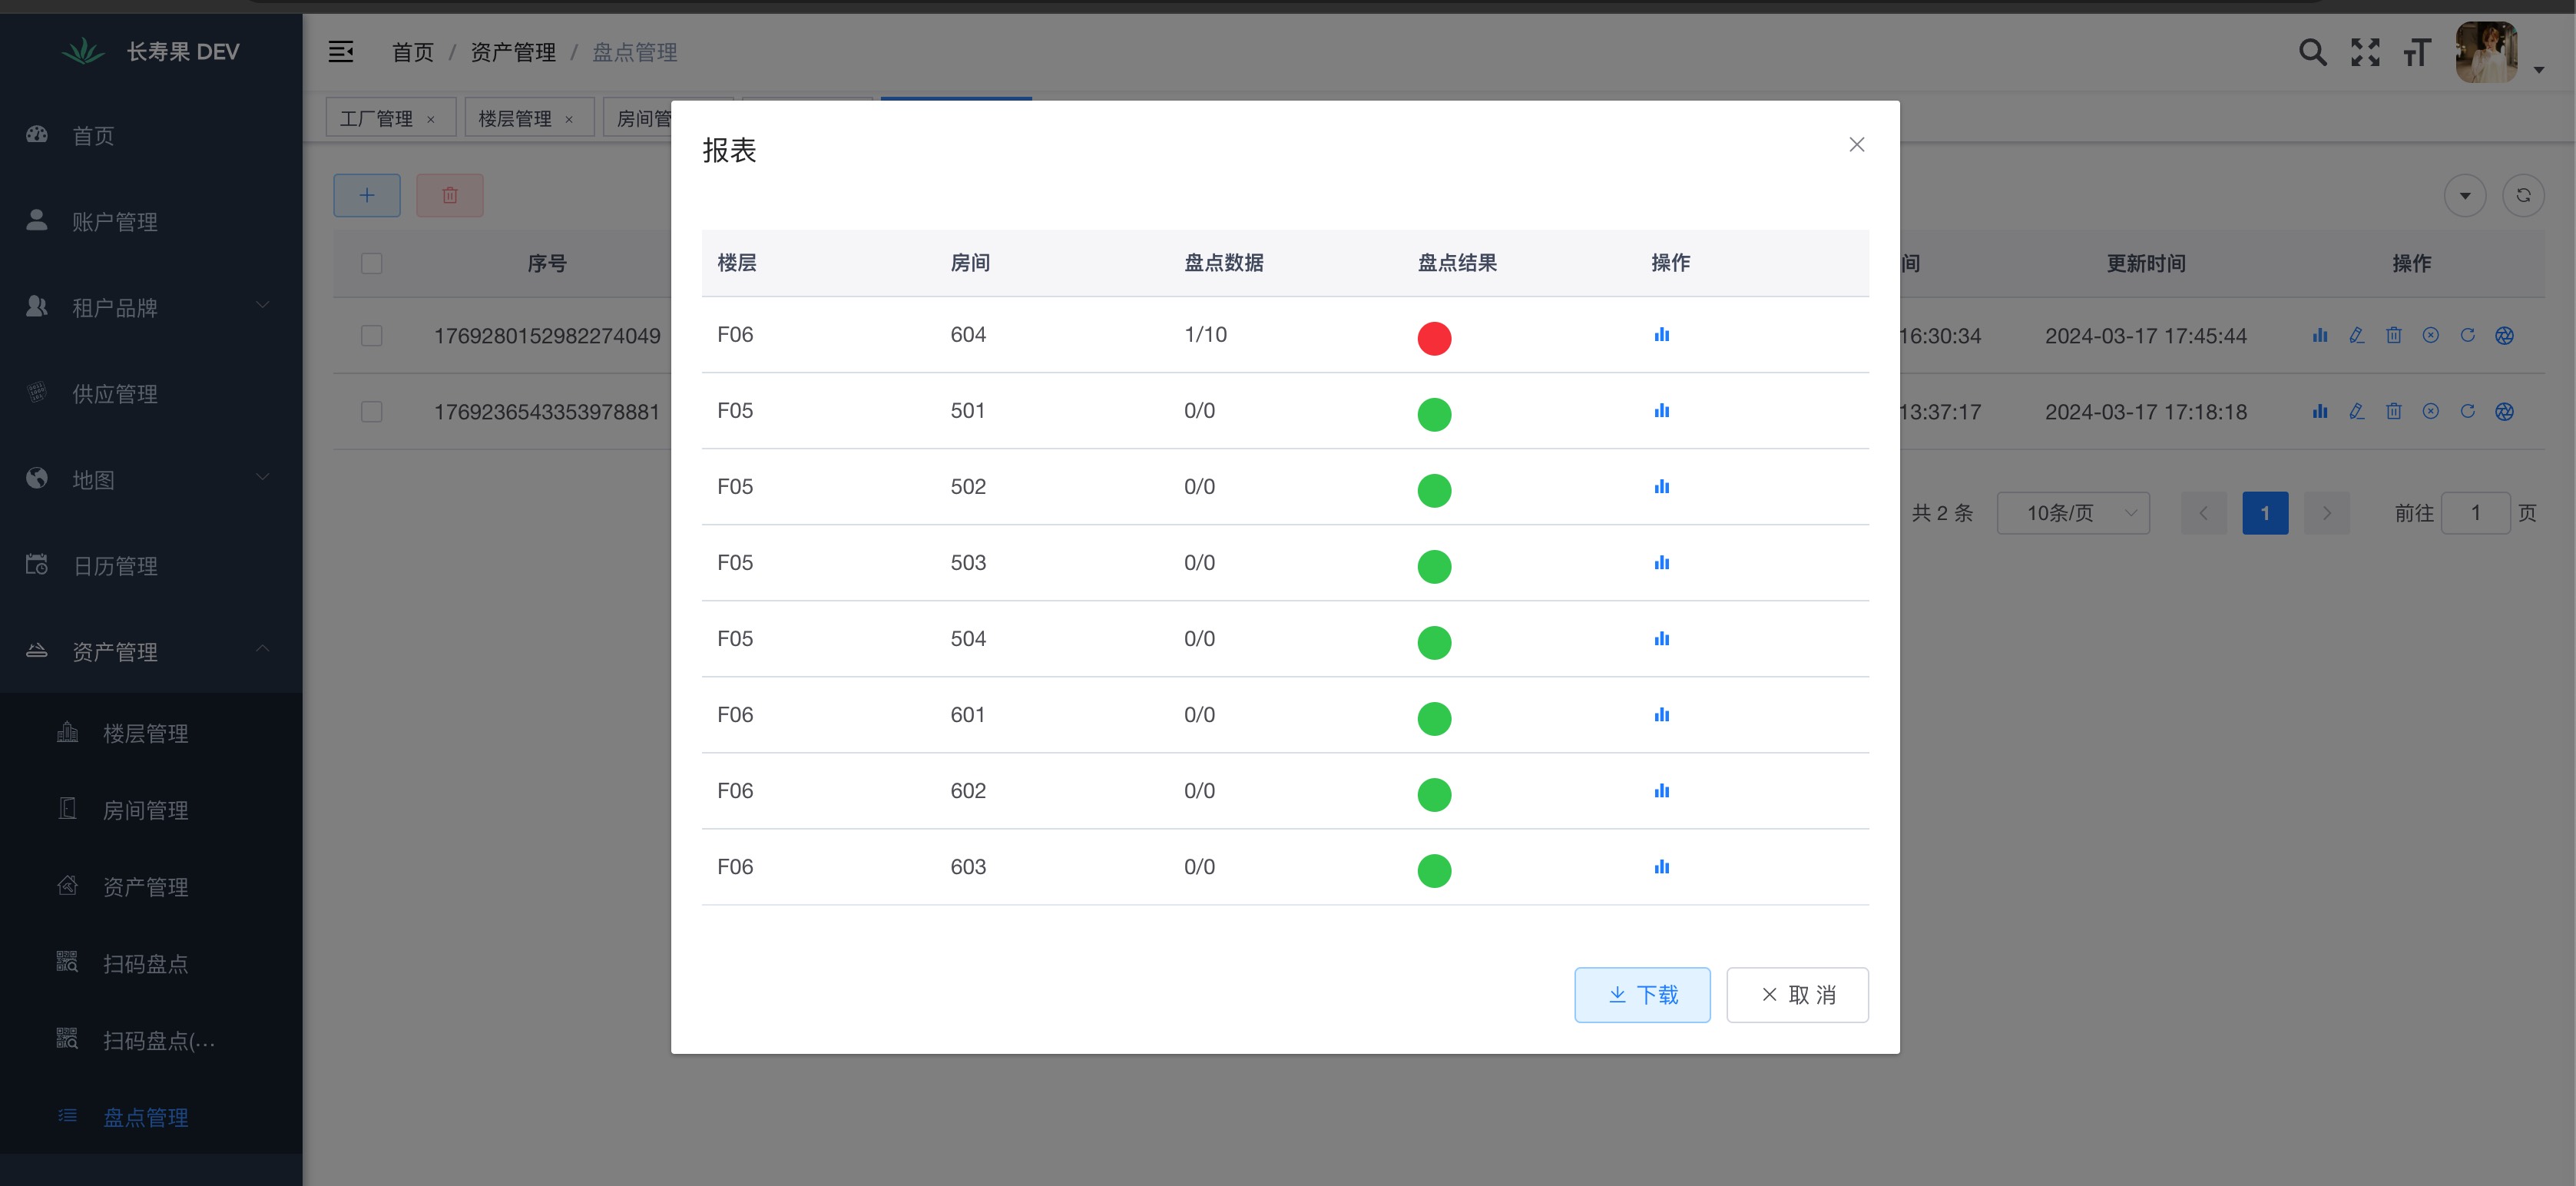 长寿果 DEV
首页 / 资产管理 / 盘点管理
工厂管理 × 楼层管理 × 房间管
首页
账户管理
租户品牌
供应管理
地图
日历管理
资产管理
楼层管理
房间管理
资产管理
扫码盘点
扫码盘点(...
盘点管理
序号 间 更新时间 操作
1769280152982274049 16:30:34 2024-03-17 17:45:44
1769236543353978881 13:37:17 2024-03-17 17:18:18
共 2 条 10条/页 1 前往 1 页
报表
楼层 房间 盘点数据 盘点结果 操作
F06 604 1/10
F05 501 0/0
F05 502 0/0
F05 503 0/0
F05 504 0/0
F06 601 0/0
F06 602 0/0
F06 603 0/0
下载 取 消